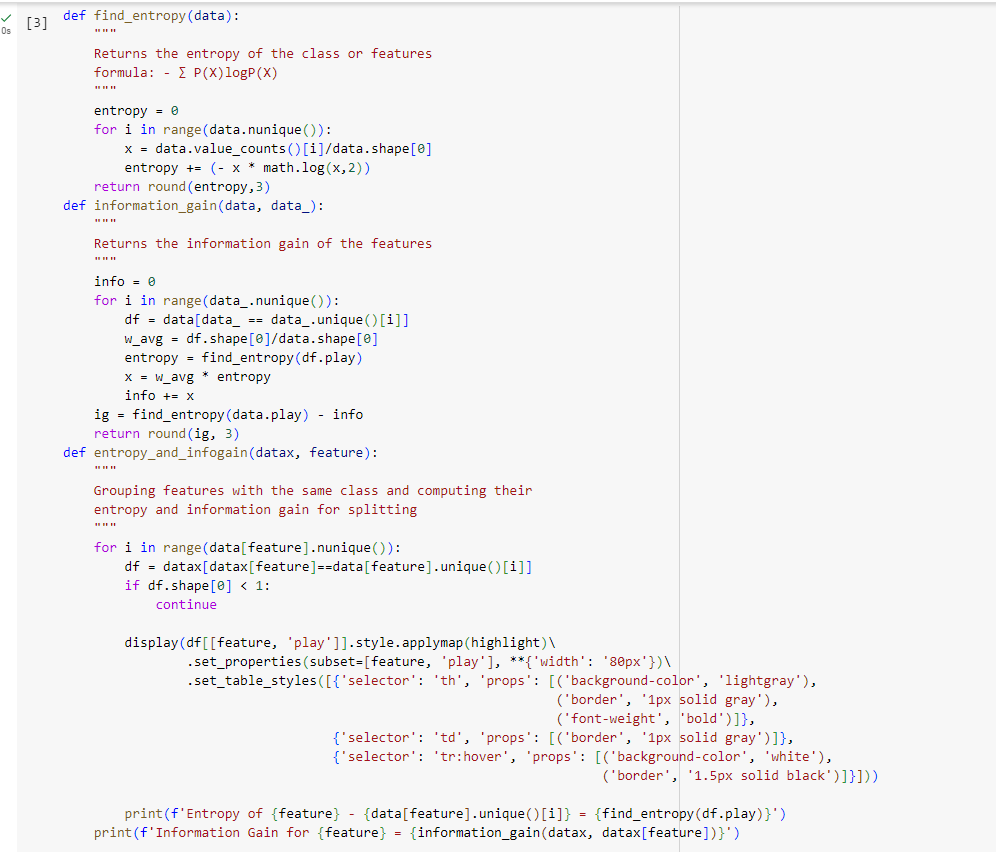 [3]
0s
def find_entropy(data):
    """
    Returns the entropy of the class or features
    formula: - ∑ P(X)logP(X)
    """
    entropy = 0
    for i in range(data.nunique()):
        x = data.value_counts()[i]/data.shape[0]
        entropy += (- x * math.log(x,2))
    return round(entropy,3)
def information_gain(data, data_):
    """
    Returns the information gain of the features
    """
    info = 0
    for i in range(data_.nunique()):
        df = data[data_ == data_.unique()[i]]
        w_avg = df.shape[0]/data.shape[0]
        entropy = find_entropy(df.play)
        x = w_avg * entropy
        info += x
    ig = find_entropy(data.play) - info
    return round(ig, 3)
def entropy_and_infogain(datax, feature):
    """
    Grouping features with the same class and computing their
    entropy and information gain for splitting
    """
    for i in range(data[feature].nunique()):
        df = datax[datax[feature]==data[feature].unique()[i]]
        if df.shape[0] < 1:
            continue

        display(df[[feature, 'play']].style.applymap(highlight)\
                .set_properties(subset=[feature, 'play'], **{'width': '80px'})\
                .set_table_styles([{'selector': 'th', 'props': [('background-color', 'lightgray'),
                                                                ('border', '1px solid gray'),
                                                                ('font-weight', 'bold')]},
                                   {'selector': 'td', 'props': [('border', '1px solid gray')]},
                                   {'selector': 'tr:hover', 'props': [('background-color', 'white'),
                                                                      ('border', '1.5px solid black')]}]))

        print(f'Entropy of {feature} - {data[feature].unique()[i]} = {find_entropy(df.play)}')
    print(f'Information Gain for {feature} = {information_gain(datax, datax[feature])}')